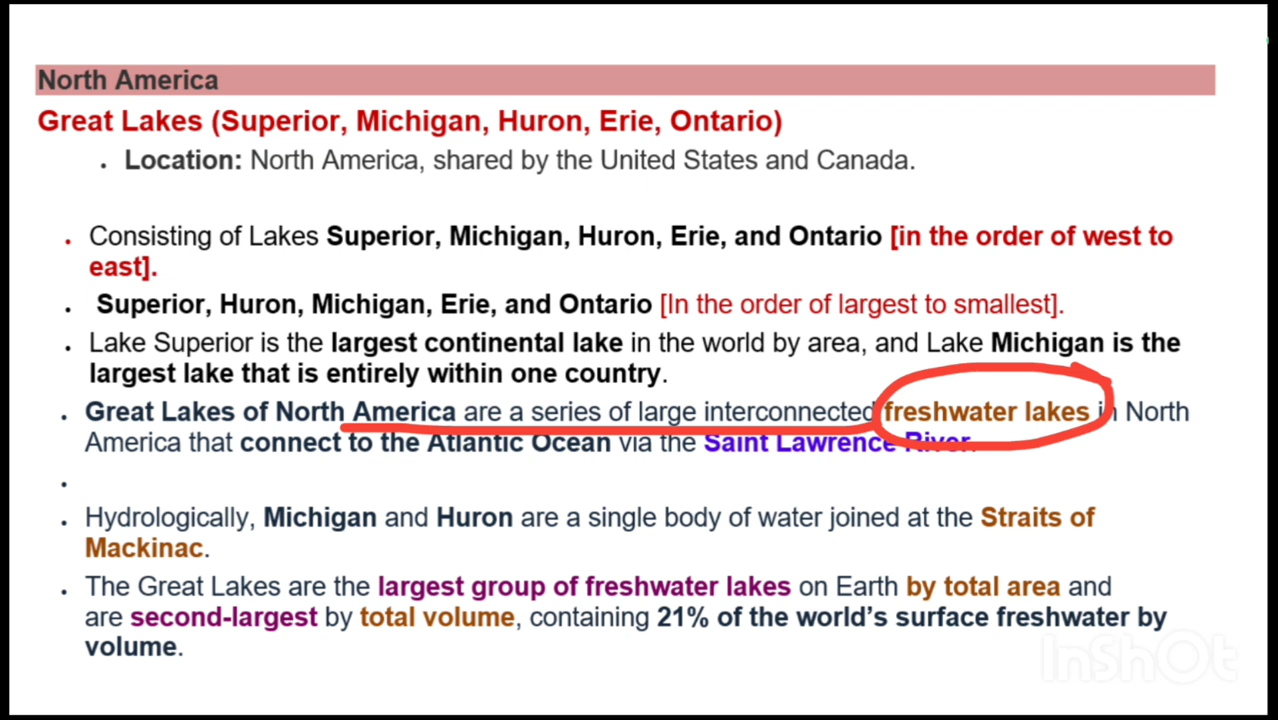 North America
Great Lakes (Superior, Michigan, Huron, Erie, Ontario)
• Location: North America, shared by the United States and Canada.
• Consisting of Lakes Superior, Michigan, Huron, Erie, and Ontario [in the order of west to
east].
• Superior, Huron, Michigan, Erie, and Ontario [In the order of largest to smallest].
• Lake Superior is the largest continental lake in the world by area, and Lake Michigan is the
largest lake that is entirely within one country.
• Great Lakes of North America are a series of large interconnected freshwater lakes in North
America that connect to the Atlantic Ocean via the Saint Lawrence River.
•
• Hydrologically, Michigan and Huron are a single body of water joined at the Straits of
Mackinac.
• The Great Lakes are the largest group of freshwater lakes on Earth by total area and
are second-largest by total volume, containing 21% of the world's surface freshwater by
volume.
InShOt